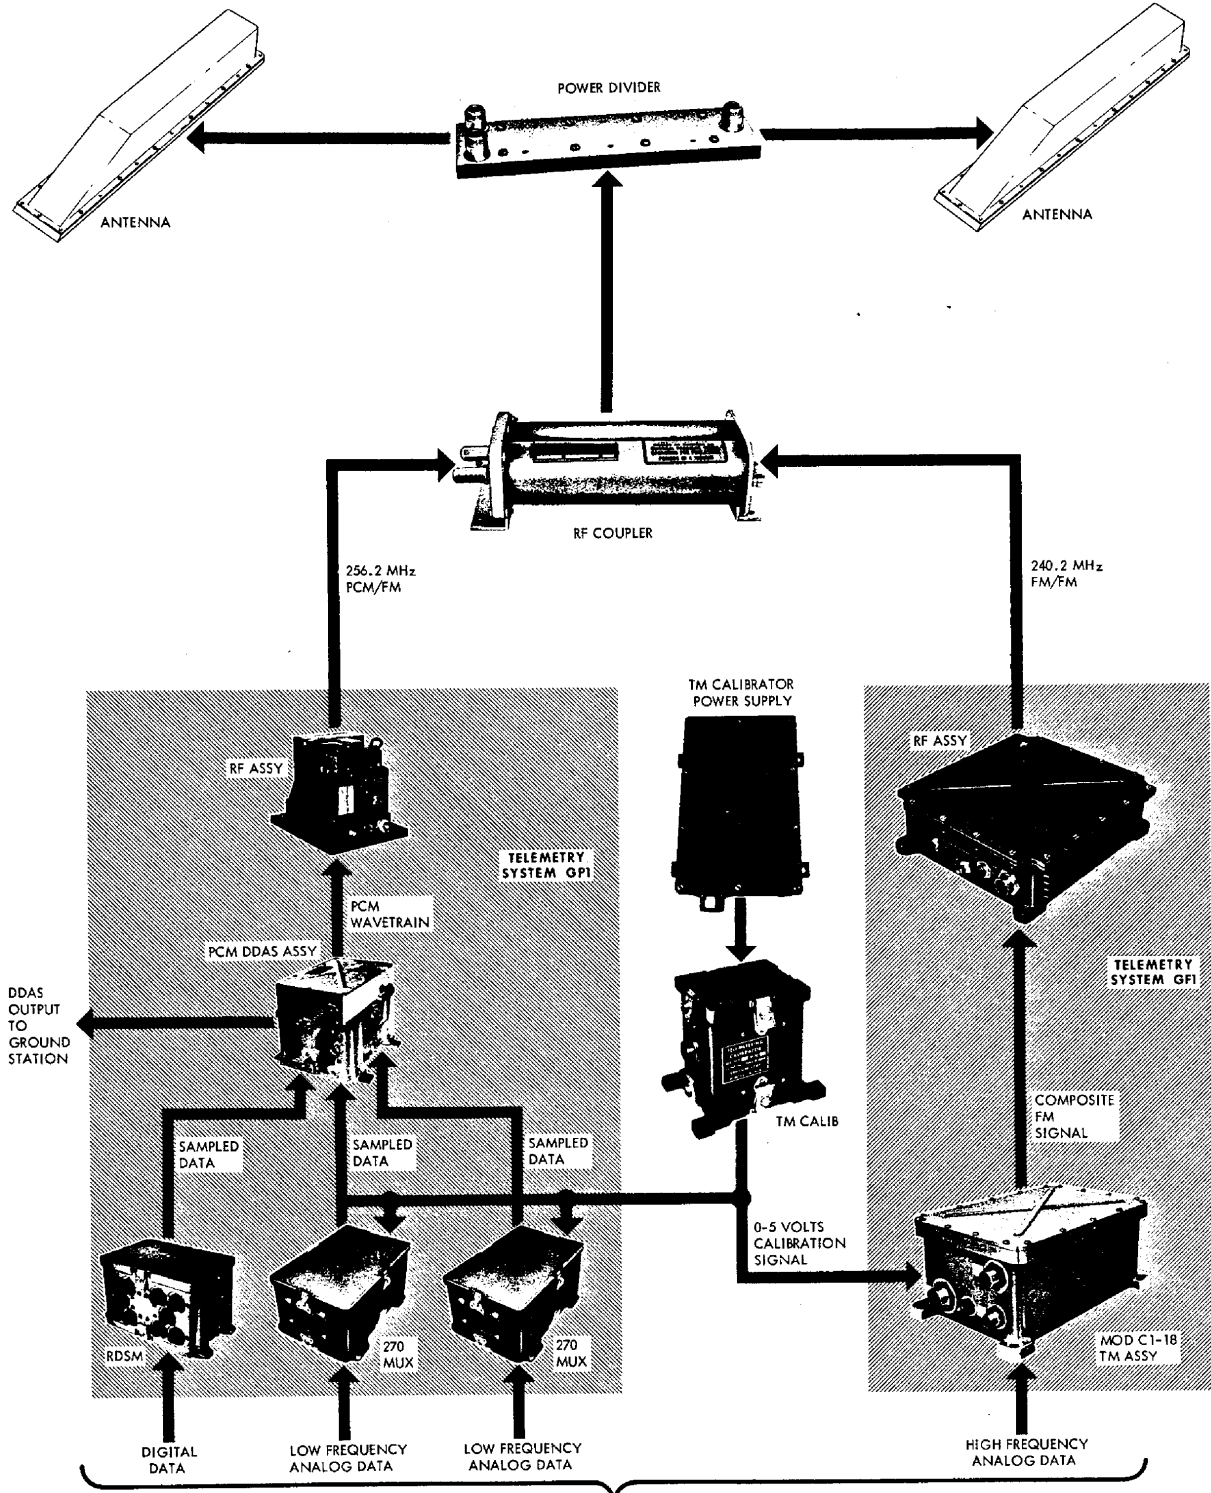 POWER DIVIDER
ANTENNA
ANTENNA
RF COUPLER
256.2 MHz
PCM/FM
240.2 MHz
FM/FM
TM CALIBRATOR
POWER SUPPLY
RF ASSY
RF ASSY
TELEMETRY
SYSTEM GP1
PCM
WAVETRAIN
PCM DDAS ASSY
TELEMETRY
SYSTEM GF1
DDAS
OUTPUT
TO
GROUND
STATION
TM CALIB
COMPOSITE
FM
SIGNAL
SAMPLED
DATA
SAMPLED
DATA
SAMPLED
DATA
0-5 VOLTS
CALIBRATION
SIGNAL
RDSM
270
MUX
270
MUX
MOD C1-18
TM ASSY
DIGITAL
DATA
LOW FREQUENCY
ANALOG DATA
LOW FREQUENCY
ANALOG DATA
HIGH FREQUENCY
ANALOG DATA